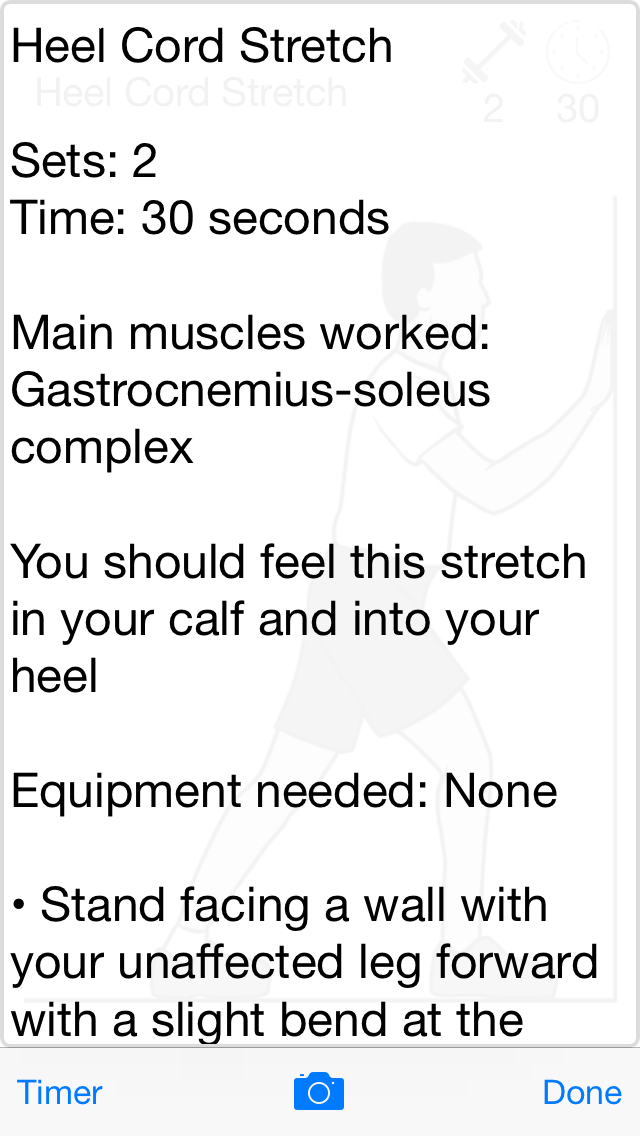 Heel Cord Stretch
Heel Cord Stretch
2 30
Sets: 2
Time: 30 seconds
Main muscles worked:
Gastrocnemius-soleus
complex
You should feel this stretch
in your calf and into your
heel
Equipment needed: None
• Stand facing a wall with
your unaffected leg forward
with a slight bend at the
Timer Done